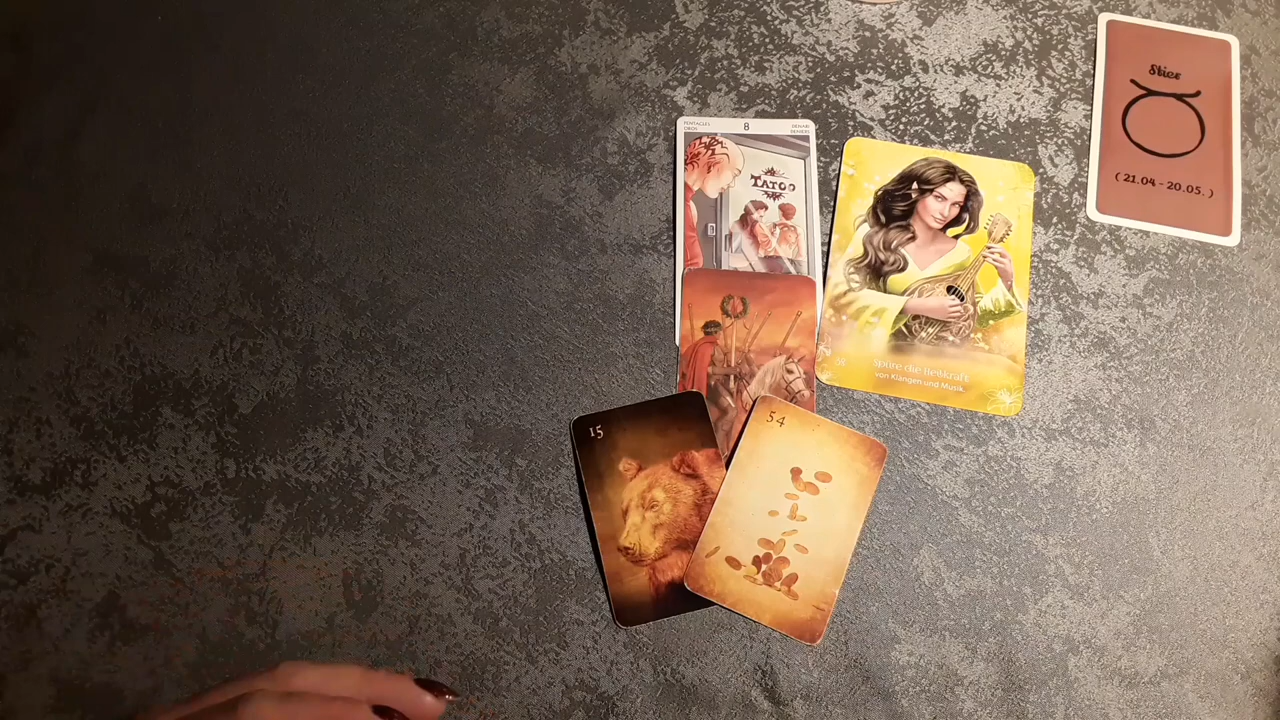 PENTACLES
OROS
8
DENARI
DENIERS
TATOO
Spüre die Heilkraft
von Klängen und Musik.
Stier
( 21.04 - 20.05. )
15
54